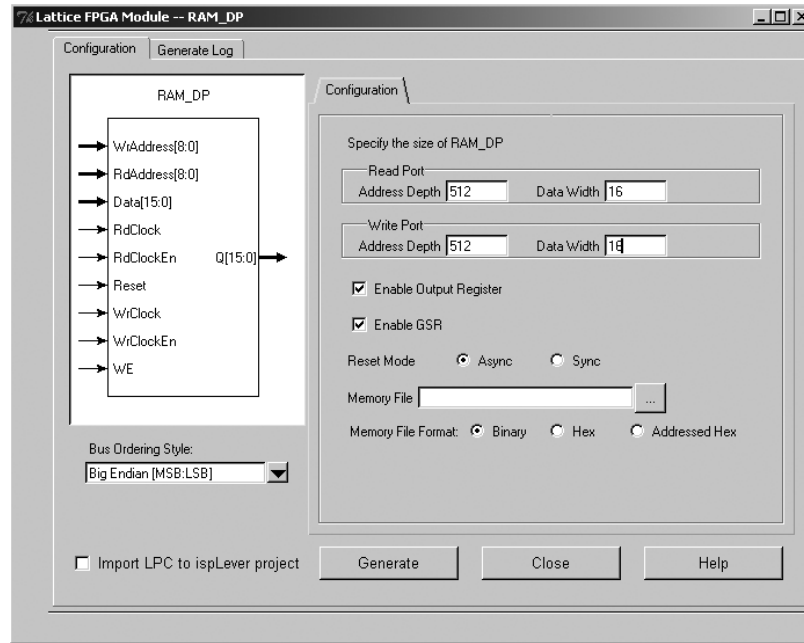 Lattice FPGA Module -- RAM_DP
Configuration Generate Log
RAM_DP
WrAddress[8:0]
RdAddress[8:0]
Data[15:0]
RdClock
RdClockEn Q[15:0]
Reset
WrClock
WrClockEn
WE
Bus Ordering Style:
Big Endian [MSB:LSB]
Configuration
Specify the size of RAM_DP
Read Port
Address Depth 512 Data Width 16
Write Port
Address Depth 512 Data Width 16
Enable Output Register
Enable GSR
Reset Mode Async Sync
Memory File ...
Memory File Format: Binary Hex Addressed Hex
Import LPC to ispLever project Generate Close Help